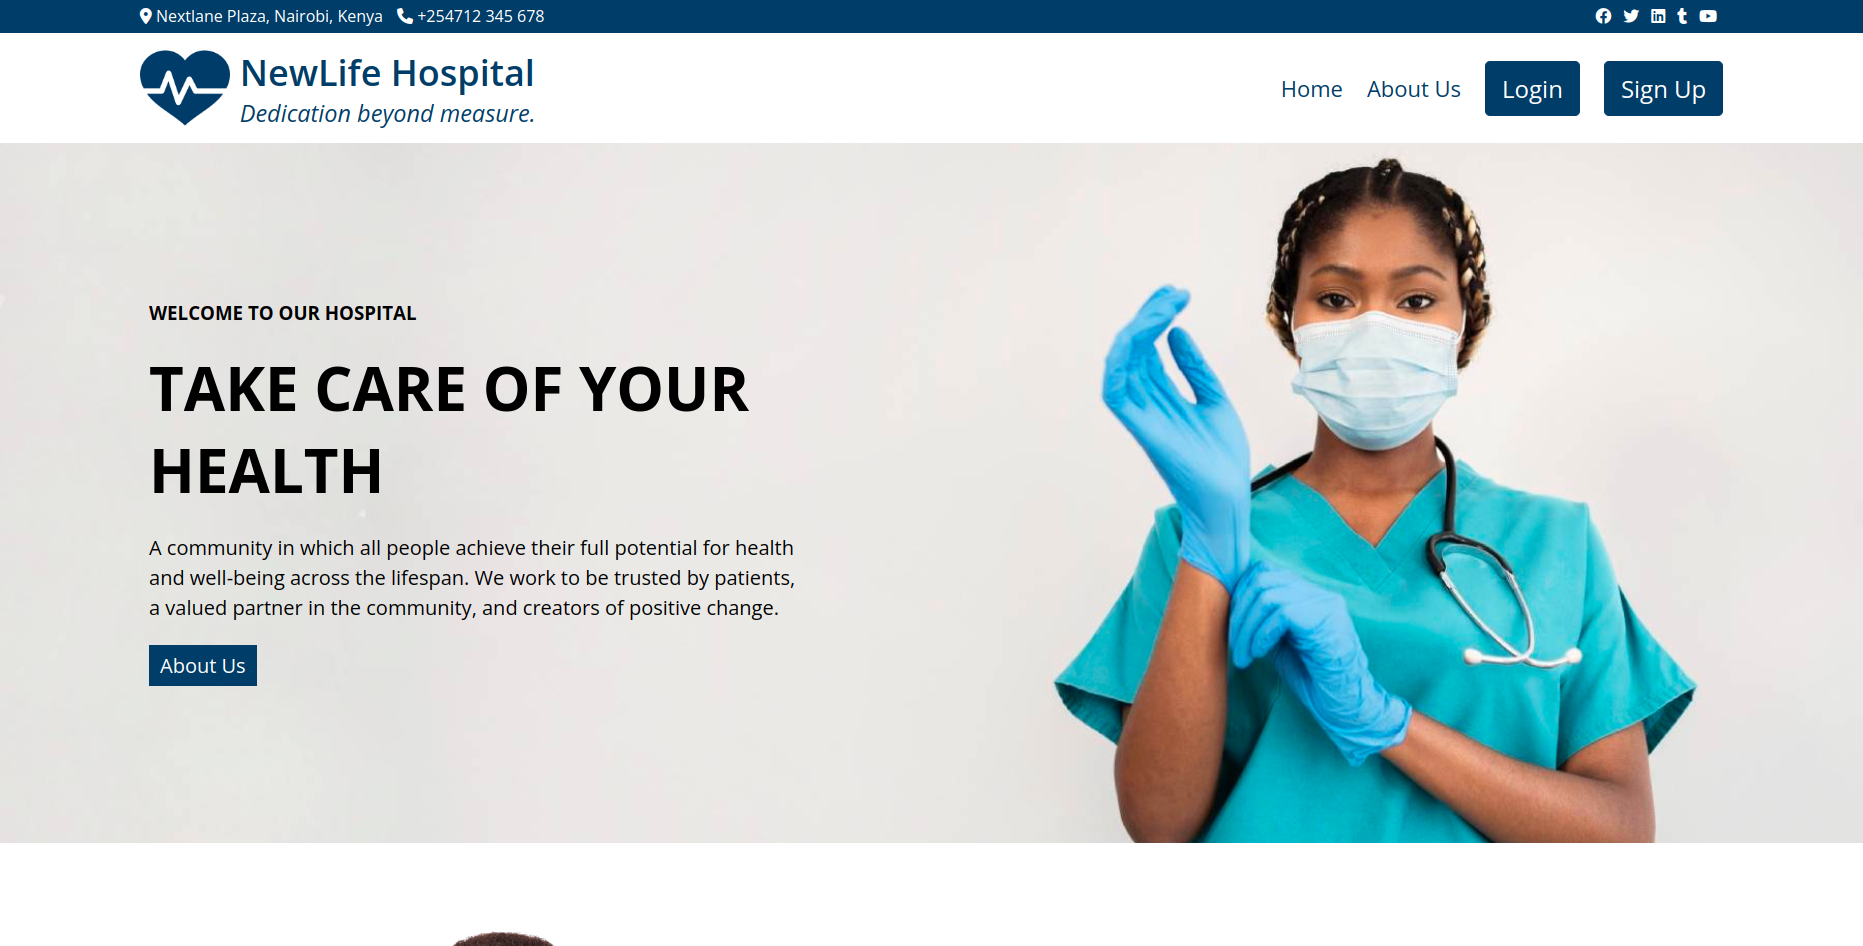 Nextlane Plaza, Nairobi, Kenya +254712 345 678
NewLife Hospital
Dedication beyond measure.
Home About Us Login Sign Up
WELCOME TO OUR HOSPITAL
TAKE CARE OF YOUR
HEALTH
A community in which all people achieve their full potential for health
and well-being across the lifespan. We work to be trusted by patients,
a valued partner in the community, and creators of positive change.
About Us